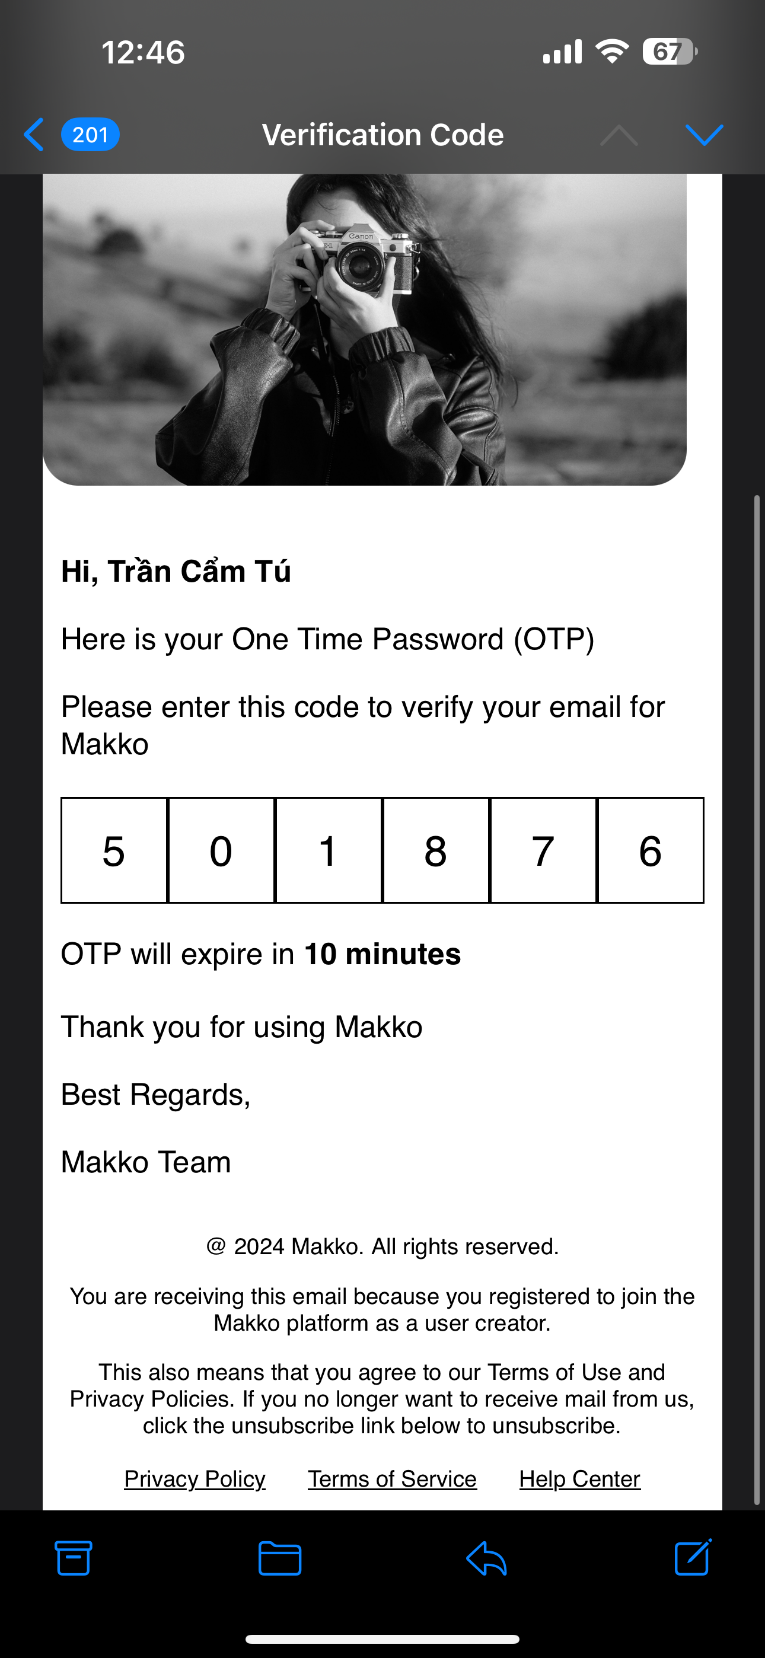 12:46
67
201
Verification Code
Canon
Hi, Trần Cẩm Tú
Here is your One Time Password (OTP)
Please enter this code to verify your email for
Makko
5 0 1 8 7 6
OTP will expire in 10 minutes
Thank you for using Makko
Best Regards,
Makko Team
@ 2024 Makko. All rights reserved.
You are receiving this email because you registered to join the
Makko platform as a user creator.
This also means that you agree to our Terms of Use and
Privacy Policies. If you no longer want to receive mail from us,
click the unsubscribe link below to unsubscribe.
Privacy Policy Terms of Service Help Center